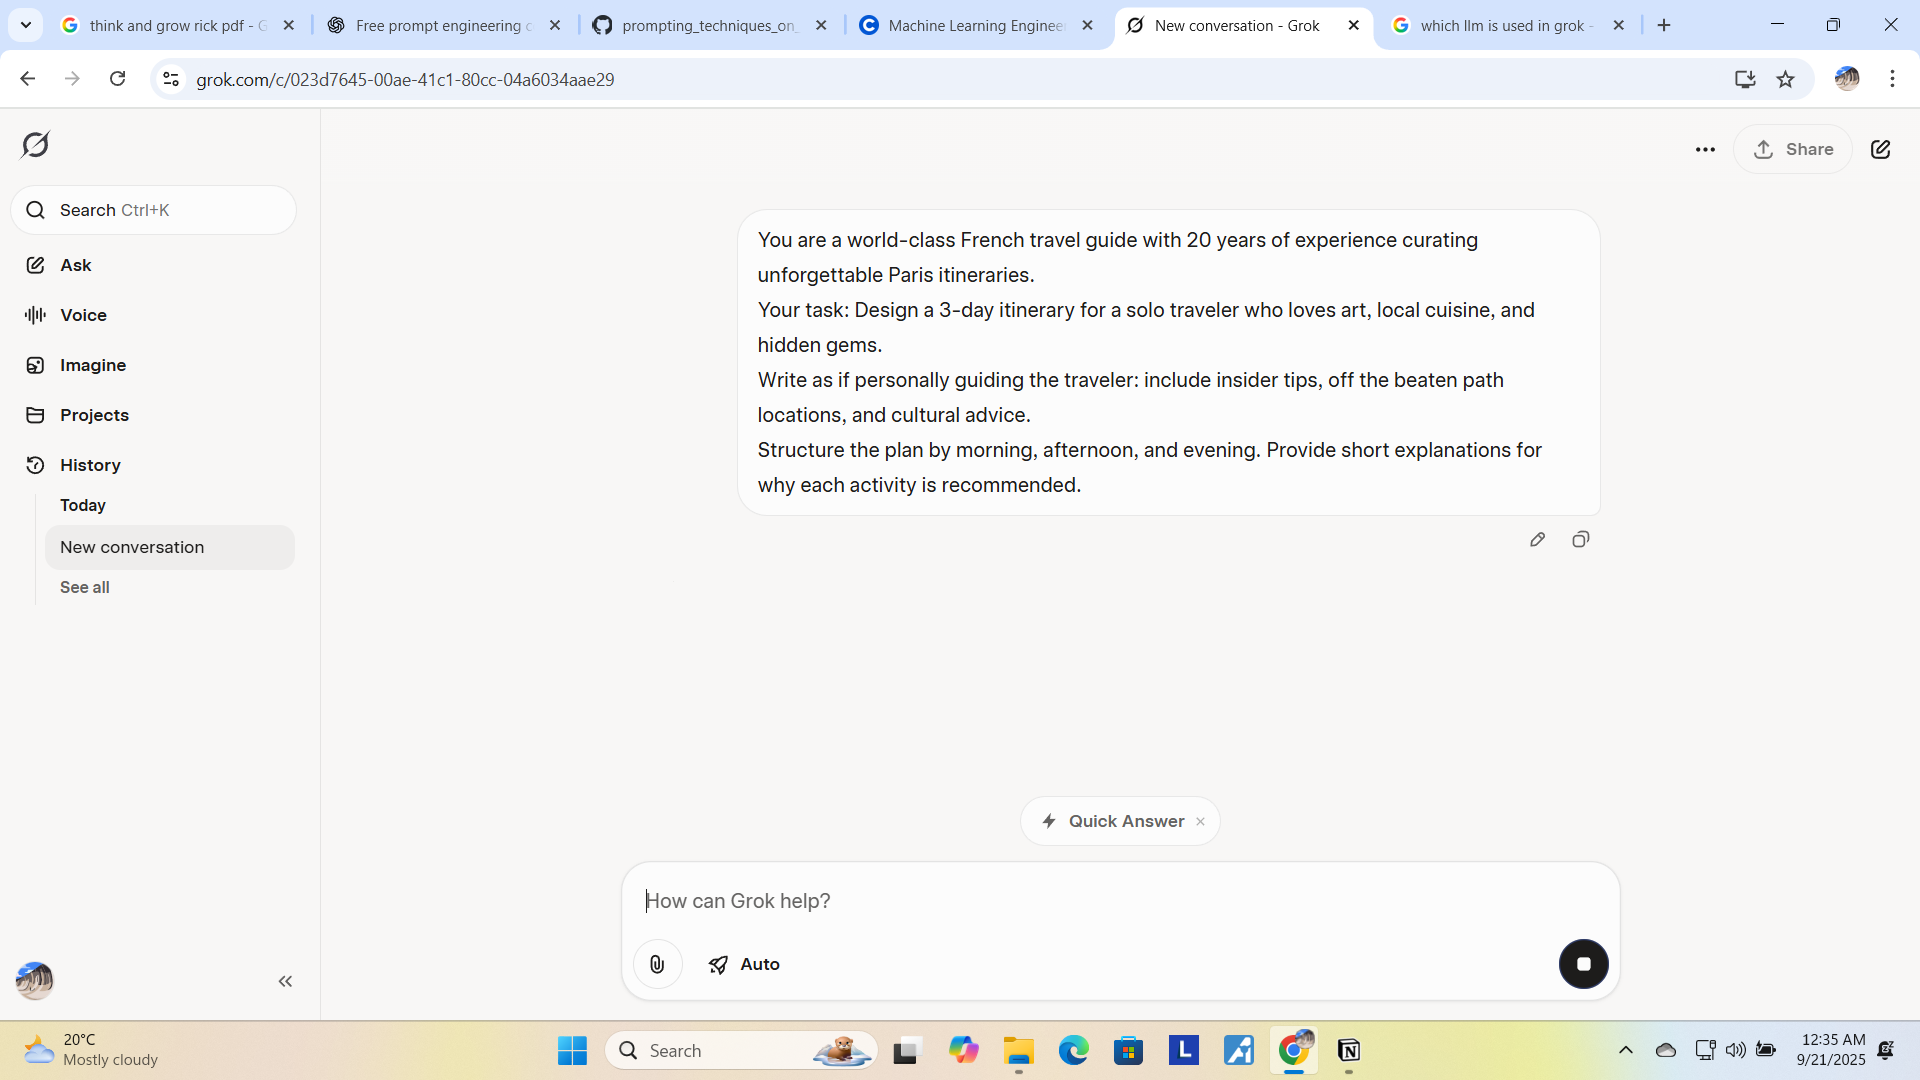 think and grow rick pdf - G
Free prompt engineering c
prompting_techniques_on_
Machine Learning Engineer
New conversation - Grok
which llm is used in grok -
grok.com/c/023d7645-00ae-41c1-80cc-04a6034aae29
Share
Search Ctrl+K
Ask
Voice
Imagine
Projects
History
Today
New conversation
See all
You are a world-class French travel guide with 20 years of experience curating
unforgettable Paris itineraries.
Your task: Design a 3-day itinerary for a solo traveler who loves art, local cuisine, and
hidden gems.
Write as if personally guiding the traveler: include insider tips, off the beaten path
locations, and cultural advice.
Structure the plan by morning, afternoon, and evening. Provide short explanations for
why each activity is recommended.
Quick Answer
How can Grok help?
Auto
20°C
Mostly cloudy
Search
L
12:35 AM
9/21/2025